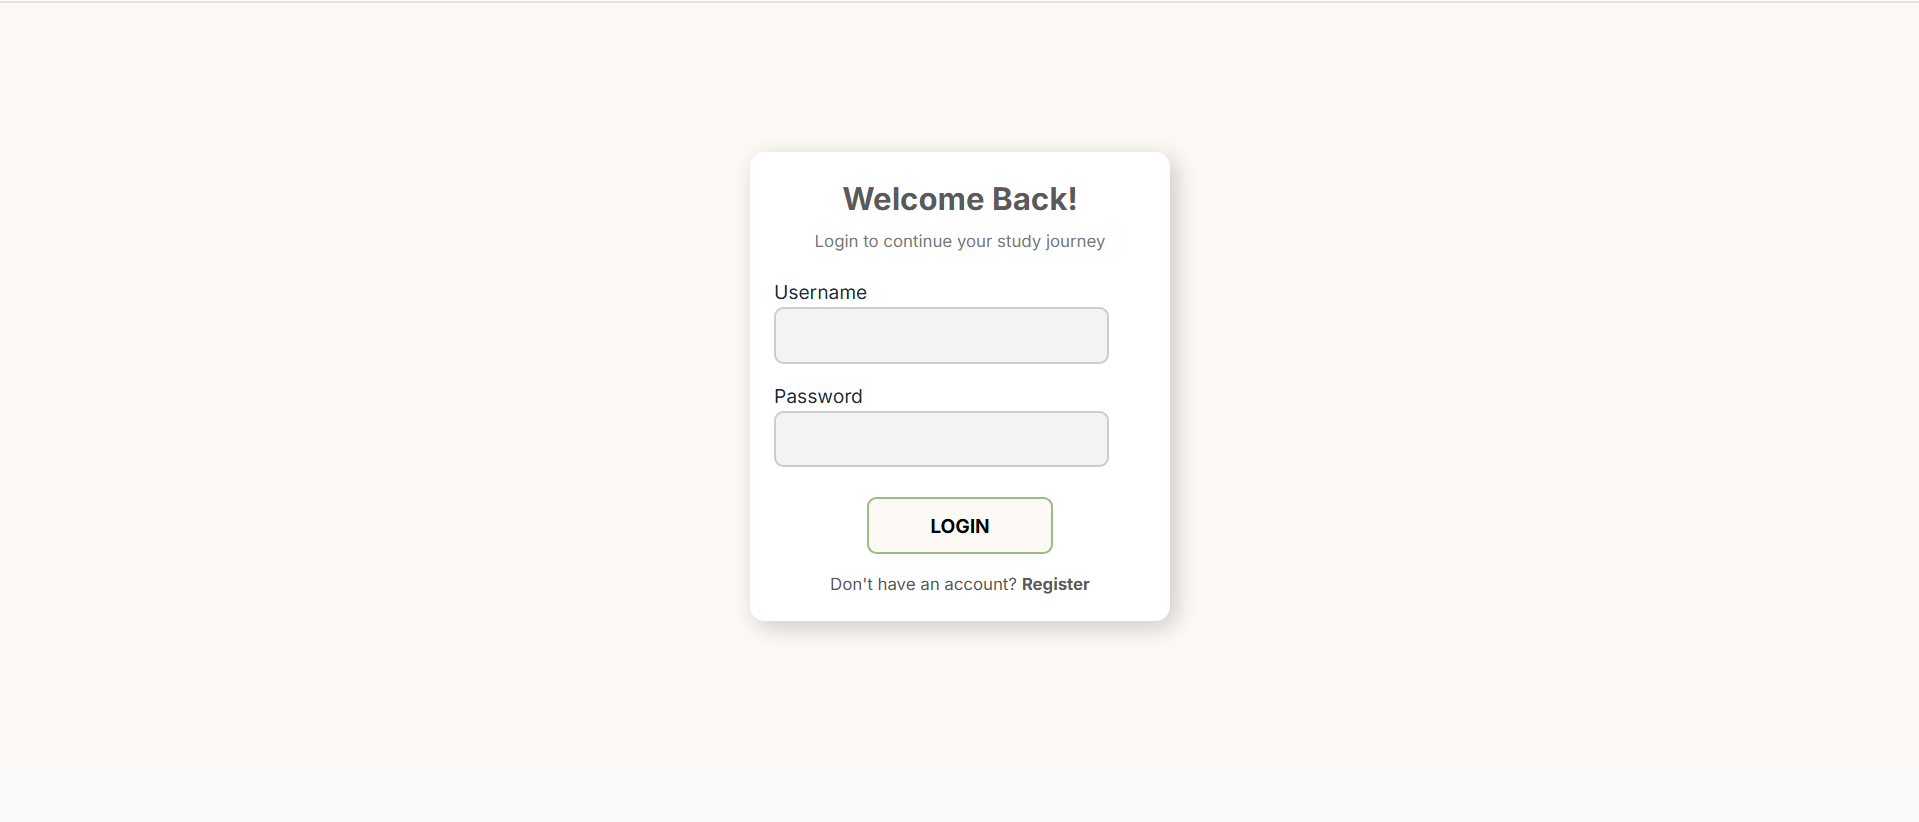 Welcome Back!
Login to continue your study journey
Username
Password
LOGIN
Don't have an account? Register